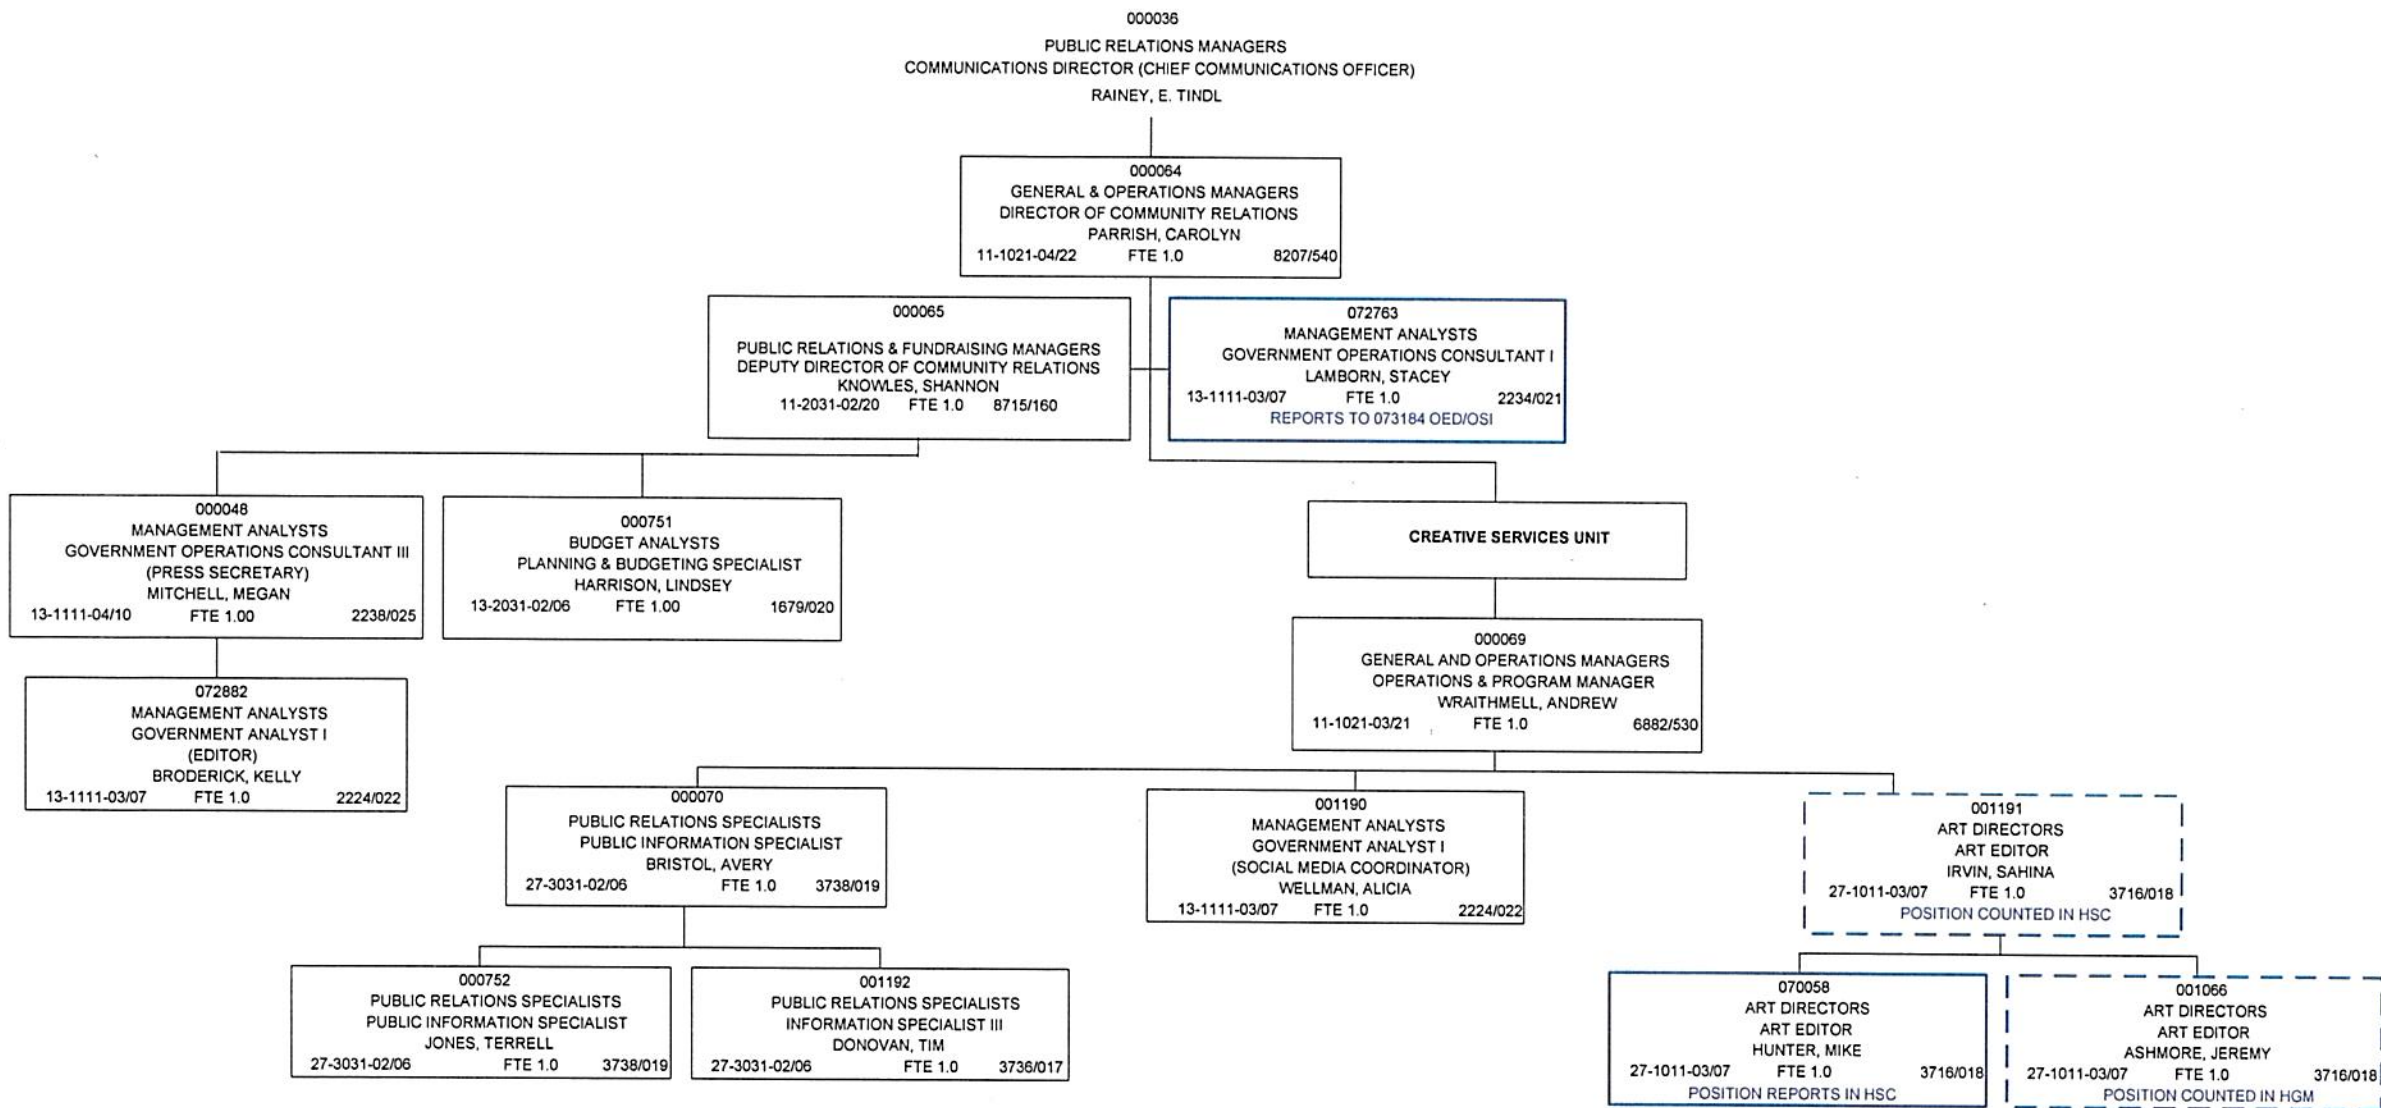 000036
PUBLIC RELATIONS MANAGERS
COMMUNICATIONS DIRECTOR (CHIEF COMMUNICATIONS OFFICER)
RAINEY, E. TINDL
000064
GENERAL & OPERATIONS MANAGERS
DIRECTOR OF COMMUNITY RELATIONS
PARRISH, CAROLYN
11-1021-04/22 FTE 1.0 8207/540
000065
PUBLIC RELATIONS & FUNDRAISING MANAGERS
DEPUTY DIRECTOR OF COMMUNITY RELATIONS
KNOWLES, SHANNON
11-2031-02/20 FTE 1.0 8715/160
072763
MANAGEMENT ANALYSTS
GOVERNMENT OPERATIONS CONSULTANT I
LAMBORN, STACEY
13-1111-03/07 FTE 1.0 2234/021
REPORTS TO 073184 OED/OSI
000048
MANAGEMENT ANALYSTS
GOVERNMENT OPERATIONS CONSULTANT III
(PRESS SECRETARY)
MITCHELL, MEGAN
13-1111-04/10 FTE 1.00 2238/025
000751
BUDGET ANALYSTS
PLANNING & BUDGETING SPECIALIST
HARRISON, LINDSEY
13-2031-02/06 FTE 1.00 1679/020
CREATIVE SERVICES UNIT
000069
GENERAL AND OPERATIONS MANAGERS
OPERATIONS & PROGRAM MANAGER
WRAITHMELL, ANDREW
11-1021-03/21 FTE 1.0 6882/530
072882
MANAGEMENT ANALYSTS
GOVERNMENT ANALYST I
(EDITOR)
BRODERICK, KELLY
13-1111-03/07 FTE 1.0 2224/022
000070
PUBLIC RELATIONS SPECIALISTS
PUBLIC INFORMATION SPECIALIST
BRISTOL, AVERY
27-3031-02/06 FTE 1.0 3738/019
001190
MANAGEMENT ANALYSTS
GOVERNMENT ANALYST I
(SOCIAL MEDIA COORDINATOR)
WELLMAN, ALICIA
13-1111-03/07 FTE 1.0 2224/022
001191
ART DIRECTORS
ART EDITOR
IRVIN, SAHINA
27-1011-03/07 FTE 1.0 3716/018
POSITION COUNTED IN HSC
000752
PUBLIC RELATIONS SPECIALISTS
PUBLIC INFORMATION SPECIALIST
JONES, TERRELL
27-3031-02/06 FTE 1.0 3738/019
001192
PUBLIC RELATIONS SPECIALISTS
INFORMATION SPECIALIST III
DONOVAN, TIM
27-3031-02/06 FTE 1.0 3736/017
070058
ART DIRECTORS
ART EDITOR
HUNTER, MIKE
27-1011-03/07 FTE 1.0 3716/018
POSITION REPORTS IN HSC
001066
ART DIRECTORS
ART EDITOR
ASHMORE, JEREMY
27-1011-03/07 FTE 1.0 3716/018
POSITION COUNTED IN HGM